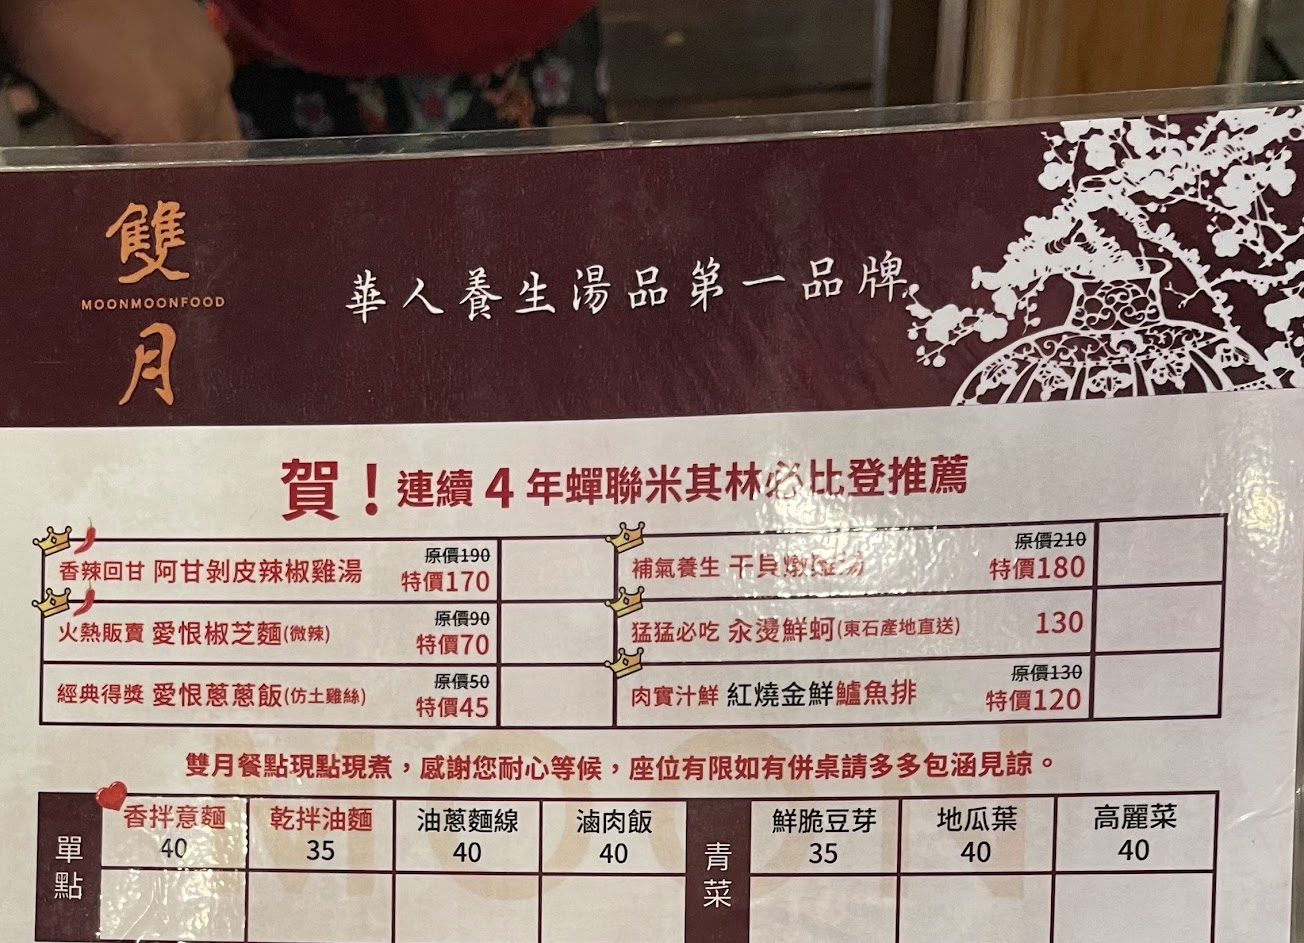 雙
MOONMOONFOOD
月
華人養生湯品第一品牌
賀！連續4年蟬聯米其林必比登推薦
香辣回甘 阿甘剝皮辣椒雞湯 原價190
特價170
補氣養生 干貝燉雞湯 原價210
特價180
火熱販賣 愛恨椒芝麵(微辣) 原價90
特價70
猛猛必吃 汆燙鮮蚵(東石產地直送) 130
經典得獎 愛恨蔥蔥飯(仿土雞絲) 原價50
特價45
肉實汁鮮 紅燒金鮮鱸魚排 原價130
特價120
雙月餐點現點現煮，感謝您耐心等候，座位有限如有併桌請多多包涵見諒。
單點
香拌意麵 乾拌油麵 油蔥麵線 滷肉飯
40 35 40 40
青菜
鮮脆豆芽 地瓜葉 高麗菜
35 40 40
MOON